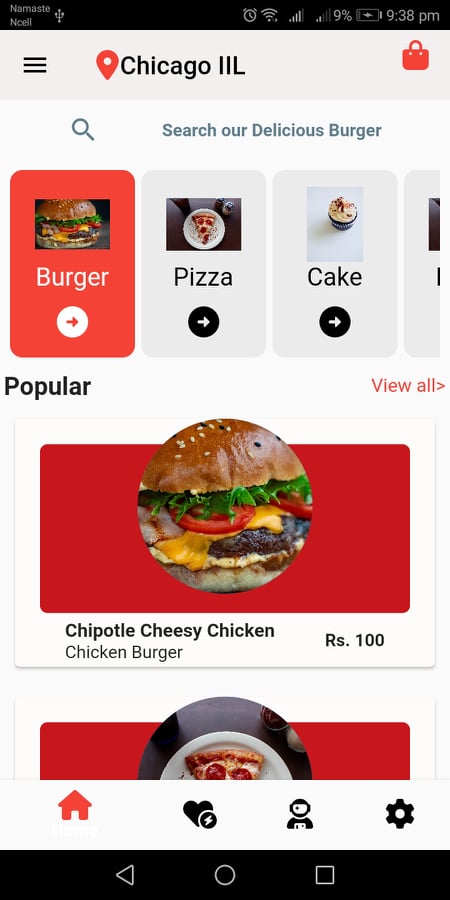 Namaste
Ncell
9% 9:38 pm
Chicago IIL
Search our Delicious Burger
Burger
Pizza
Cake
Popular
View all>
Chipotle Cheesy Chicken
Chicken Burger
Rs. 100
Home